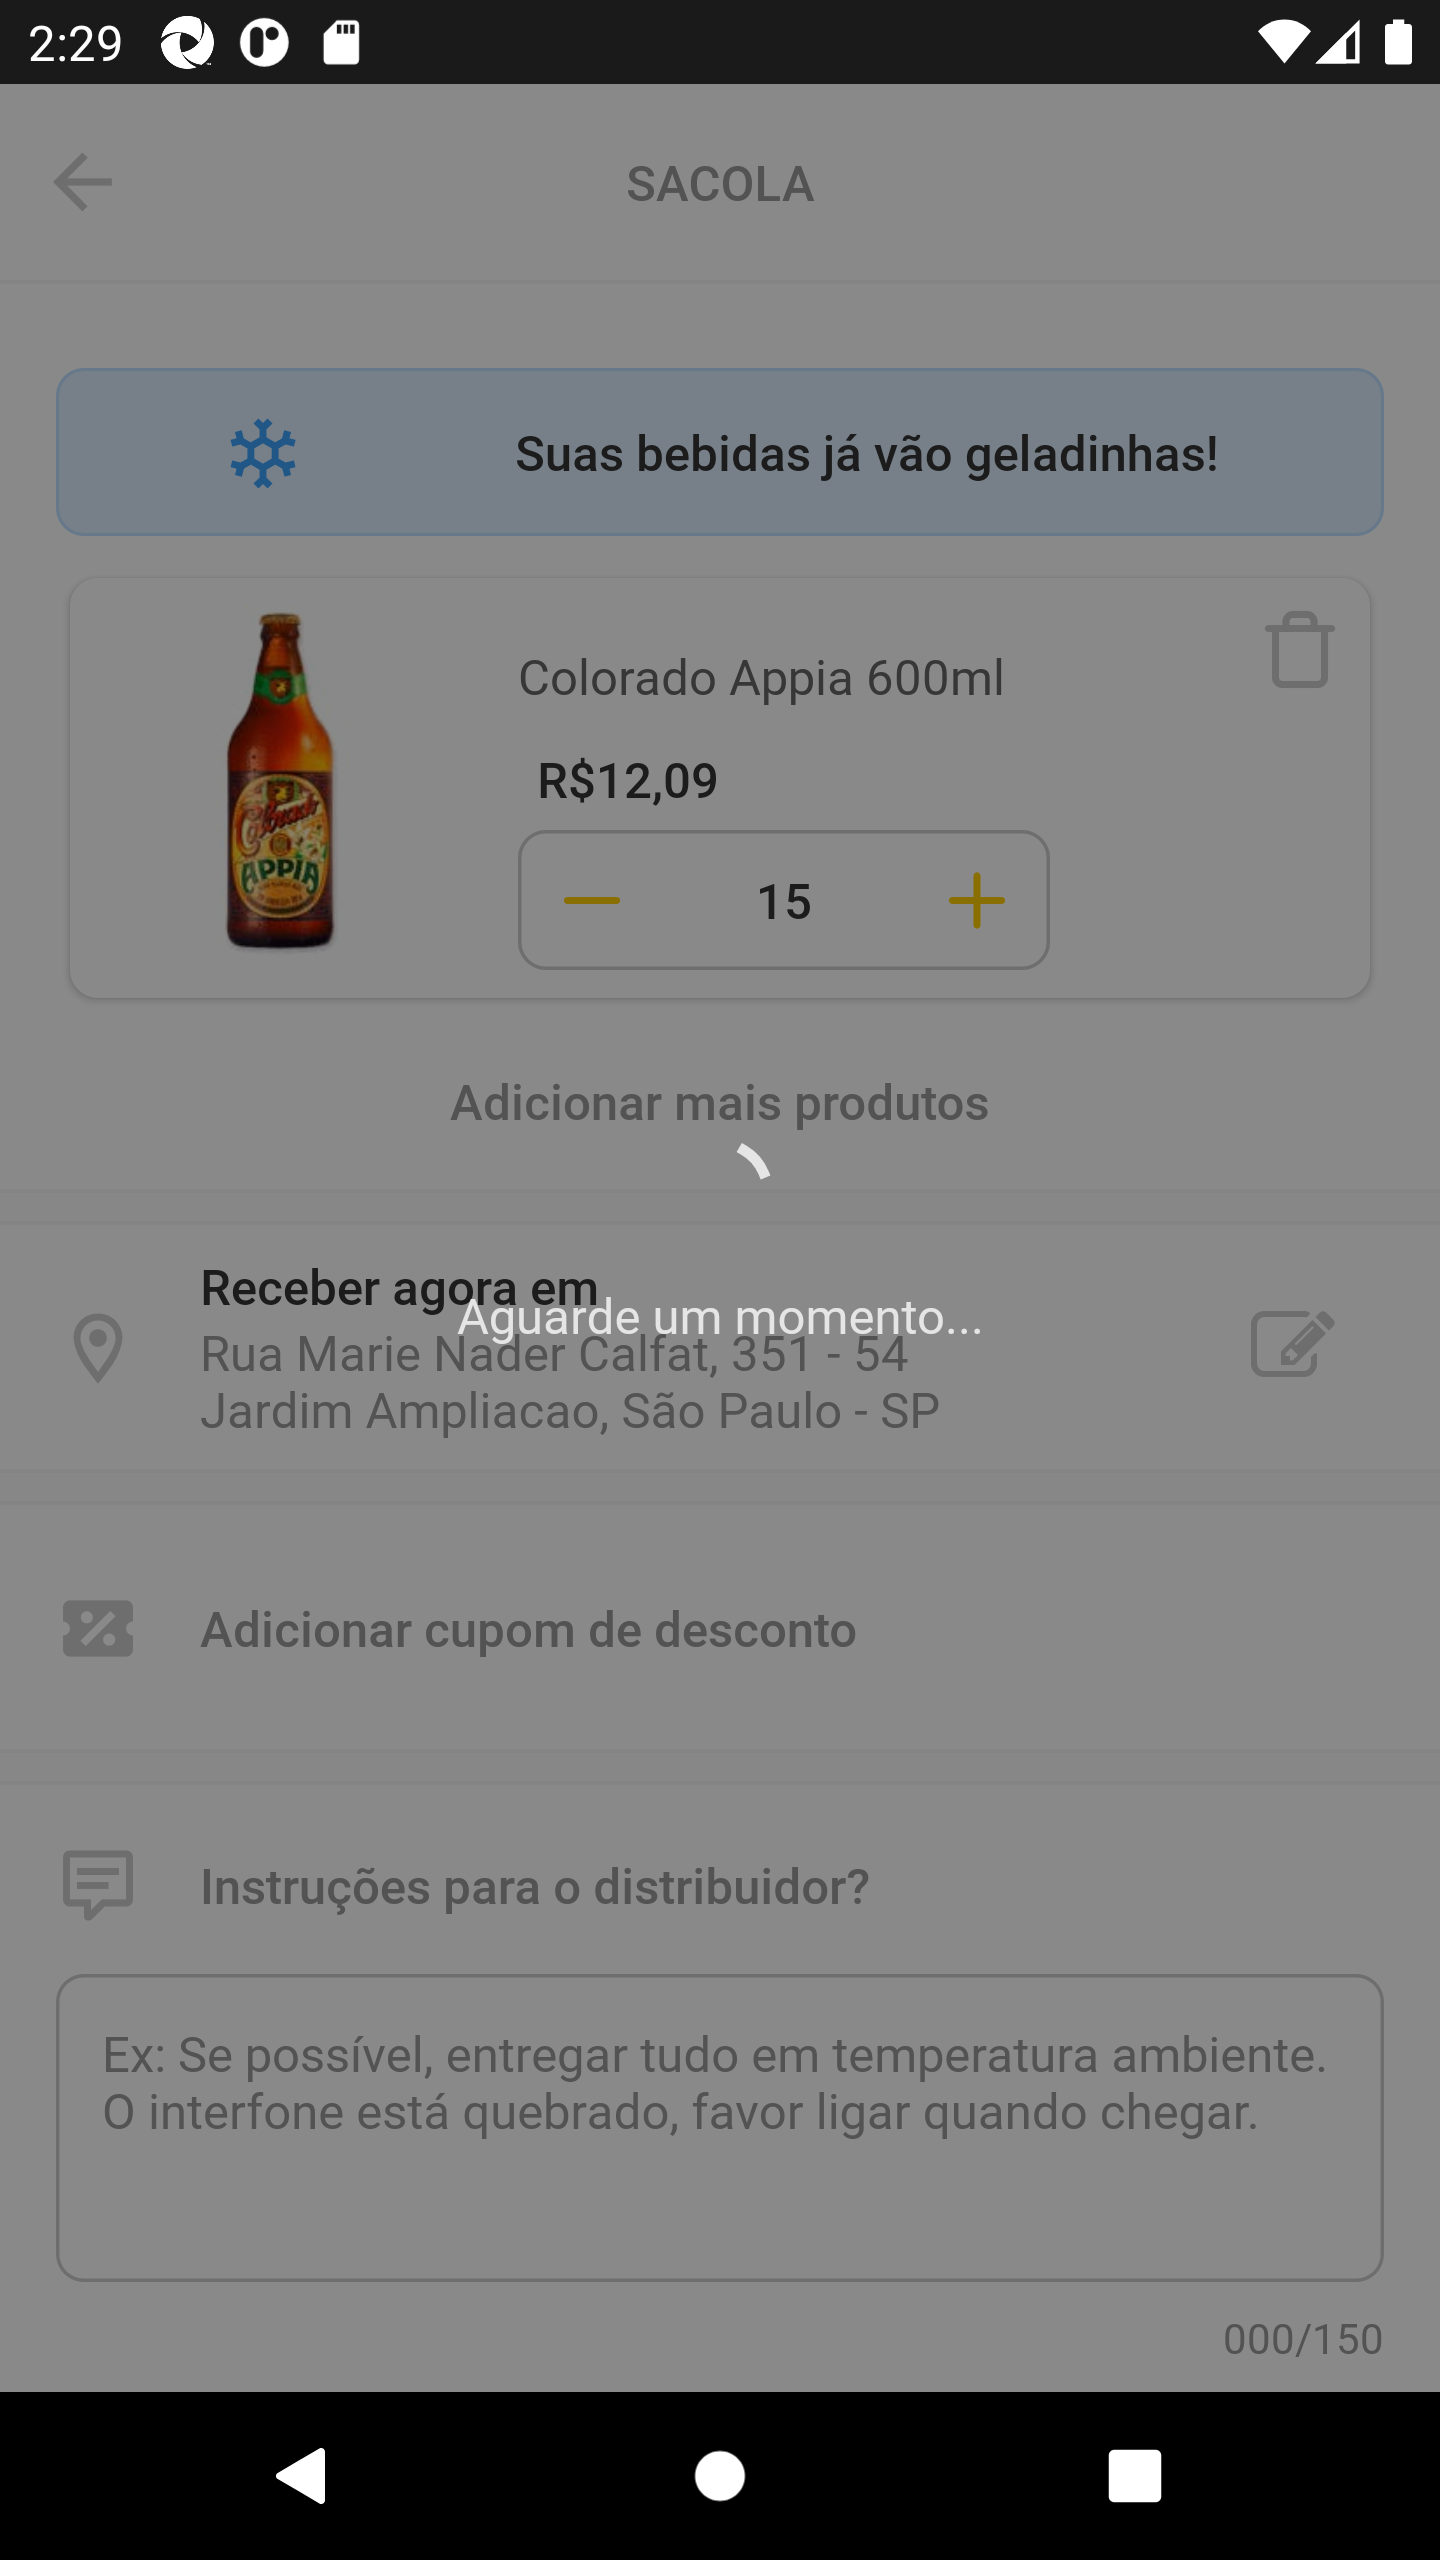 2:29
SACOLA
Suas bebidas já vão geladinhas!
Colorado Appia 600ml
R$12,09
Colorado
APPIA
15
Adicionar mais produtos
Receber agora em
Aguarde um momento...
Rua Marie Nader Calfat, 351 - 54
Jardim Ampliacao, São Paulo - SP
Adicionar cupom de desconto
Instruções para o distribuidor?
Ex: Se possível, entregar tudo em temperatura ambiente.
O interfone está quebrado, favor ligar quando chegar.
000/150